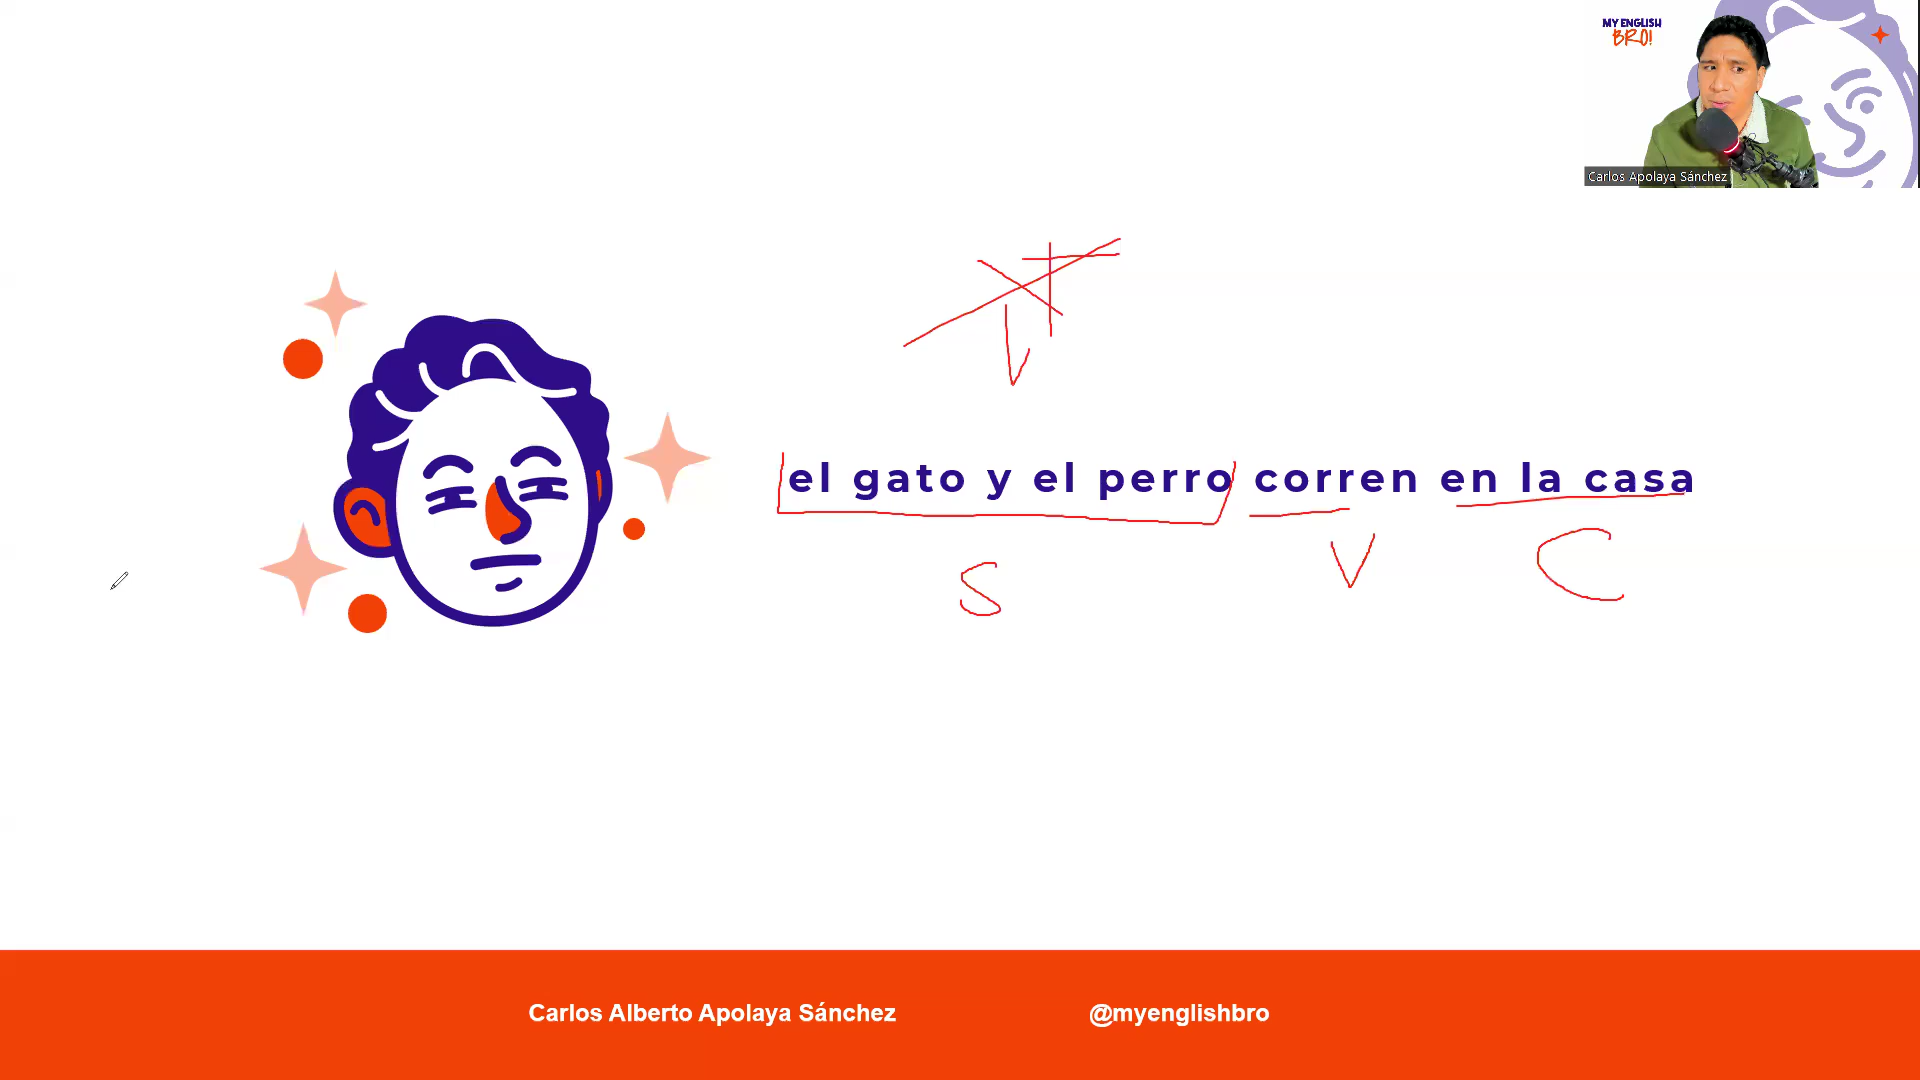 MY ENGLISH
BRO!
Carlos Apolaya Sánchez
el gato y el perro corren en la casa
S
V
C
Carlos Alberto Apolaya Sánchez
@myenglishbro